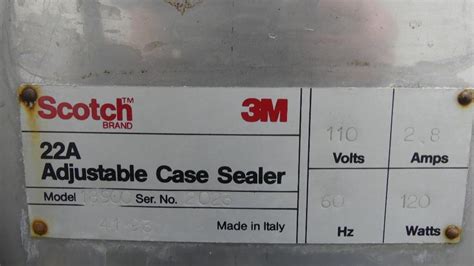 Scotch™ 3M
BRAND
22A
Adjustable Case Sealer
Model Ser. No.
Made in Italy
110 2,8
Volts Amps
60 120
Hz Watts